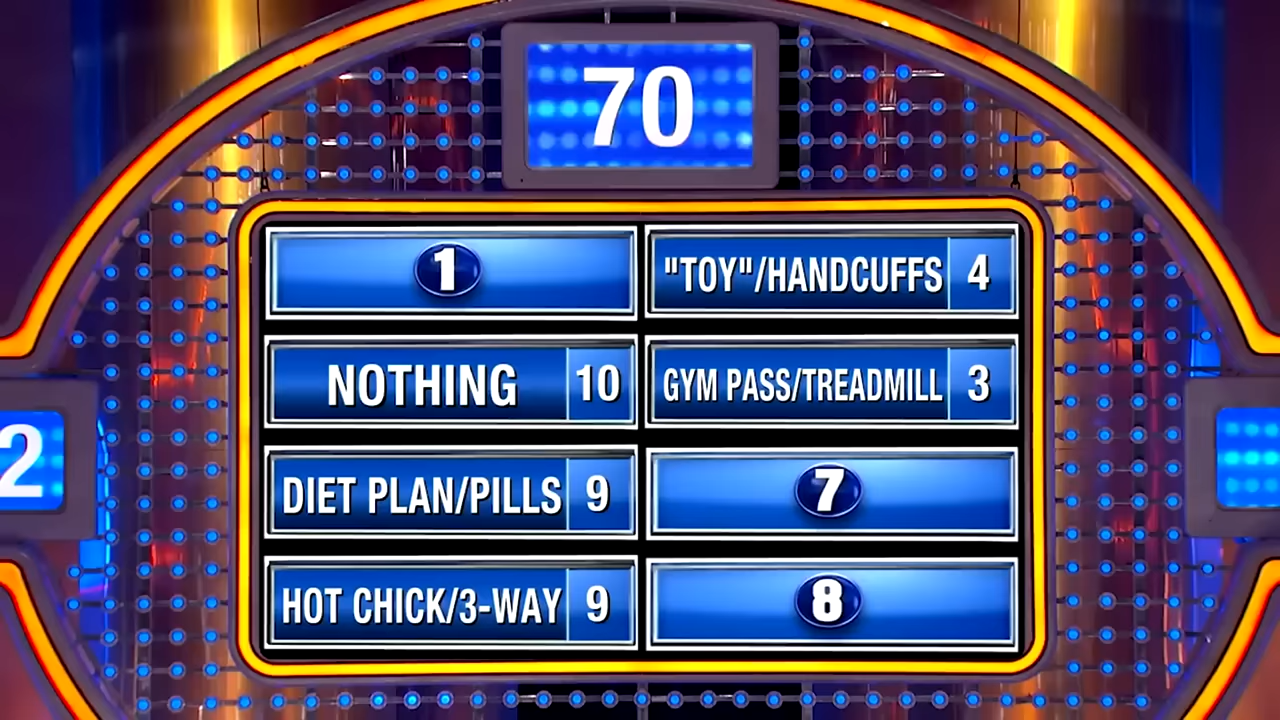 70
1
"TOY"/HANDCUFFS 4
NOTHING 10
GYM PASS/TREADMILL 3
DIET PLAN/PILLS 9
7
HOT CHICK/3-WAY 9
8
2